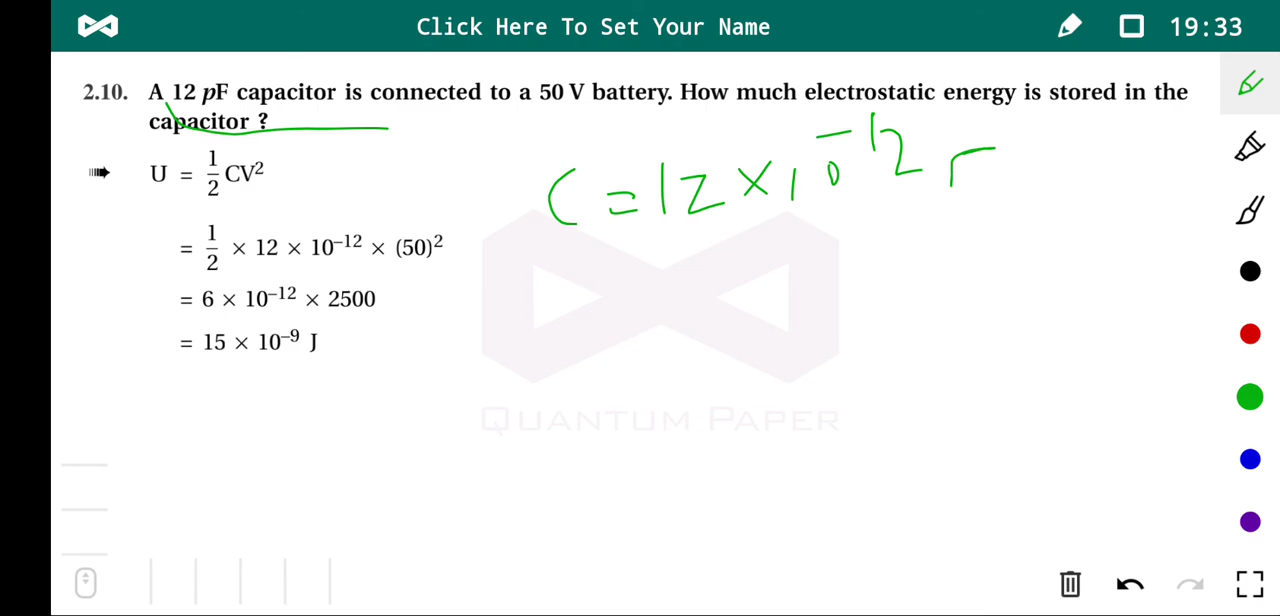 Click Here To Set Your Name
19:33
2.10. A 12 pF capacitor is connected to a 50 V battery. How much electrostatic energy is stored in the
capacitor ?
➠ U = 1/2 CV²
C = 12 × 10⁻¹²
= 1/2 × 12 × 10⁻¹² × (50)²
= 6 × 10⁻¹² × 2500
= 15 × 10⁻⁹ J
QUANTUM PAPER